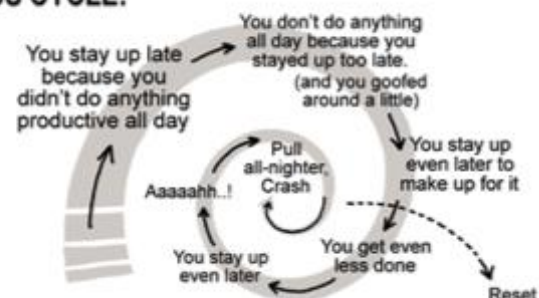 You stay up late
because you
didn't do anything
productive all day
You don't do anything
all day because you
stayed up too late.
(and you goofed
around a little)
You stay up
even later to
make up for it
You get even
less done
You stay up
even later
Aaaaahh..!
Pull
all-nighter,
Crash
Reset